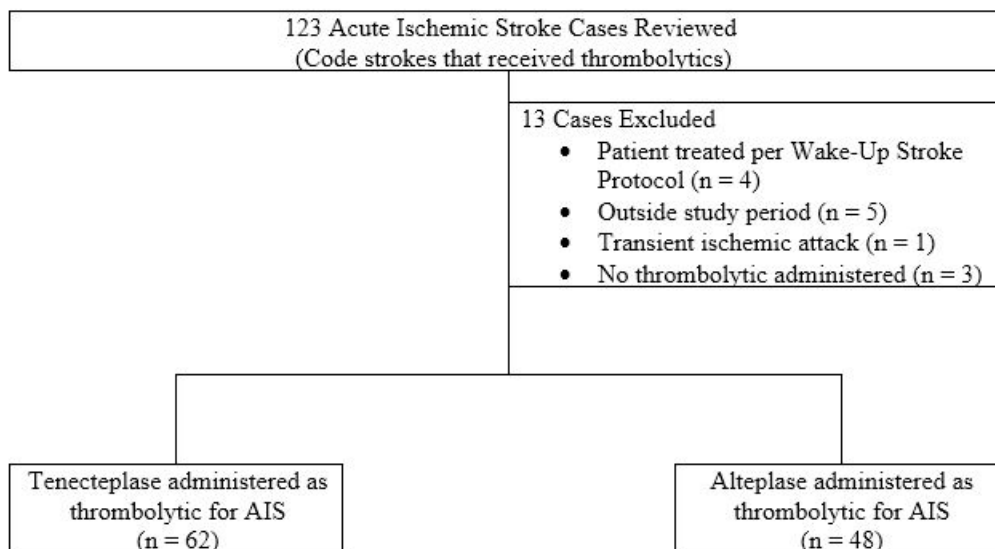 123 Acute Ischemic Stroke Cases Reviewed
(Code strokes that received thrombolytics)
13 Cases Excluded
• Patient treated per Wake-Up Stroke
Protocol (n = 4)
• Outside study period (n = 5)
• Transient ischemic attack (n = 1)
• No thrombolytic administered (n = 3)
Tenecteplase administered as
thrombolytic for AIS
(n = 62)
Alteplase administered as
thrombolytic for AIS
(n = 48)